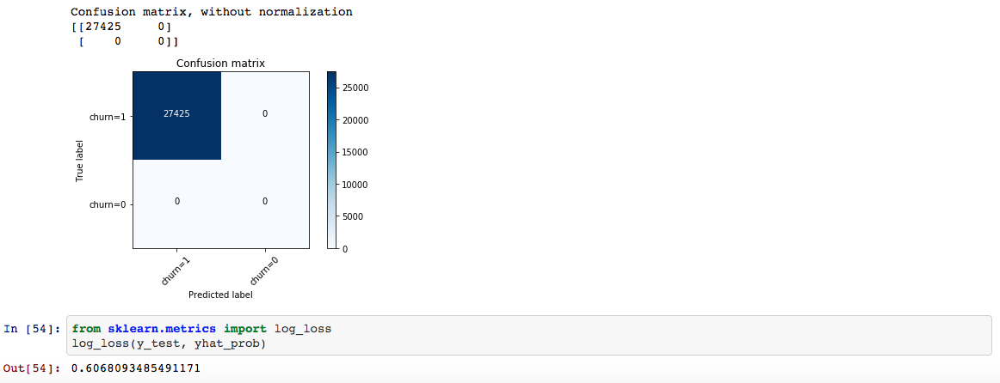 Confusion matrix, without normalization
[[27425     0]
 [    0     0]]
Confusion matrix
True label
churn=1
churn=0
27425
0
0
0
25000
20000
15000
10000
5000
0
churn=1
churn=0
Predicted label
In [54]: from sklearn.metrics import log_loss
log_loss(y_test, yhat_prob)
Out[54]: 0.6068093485491171